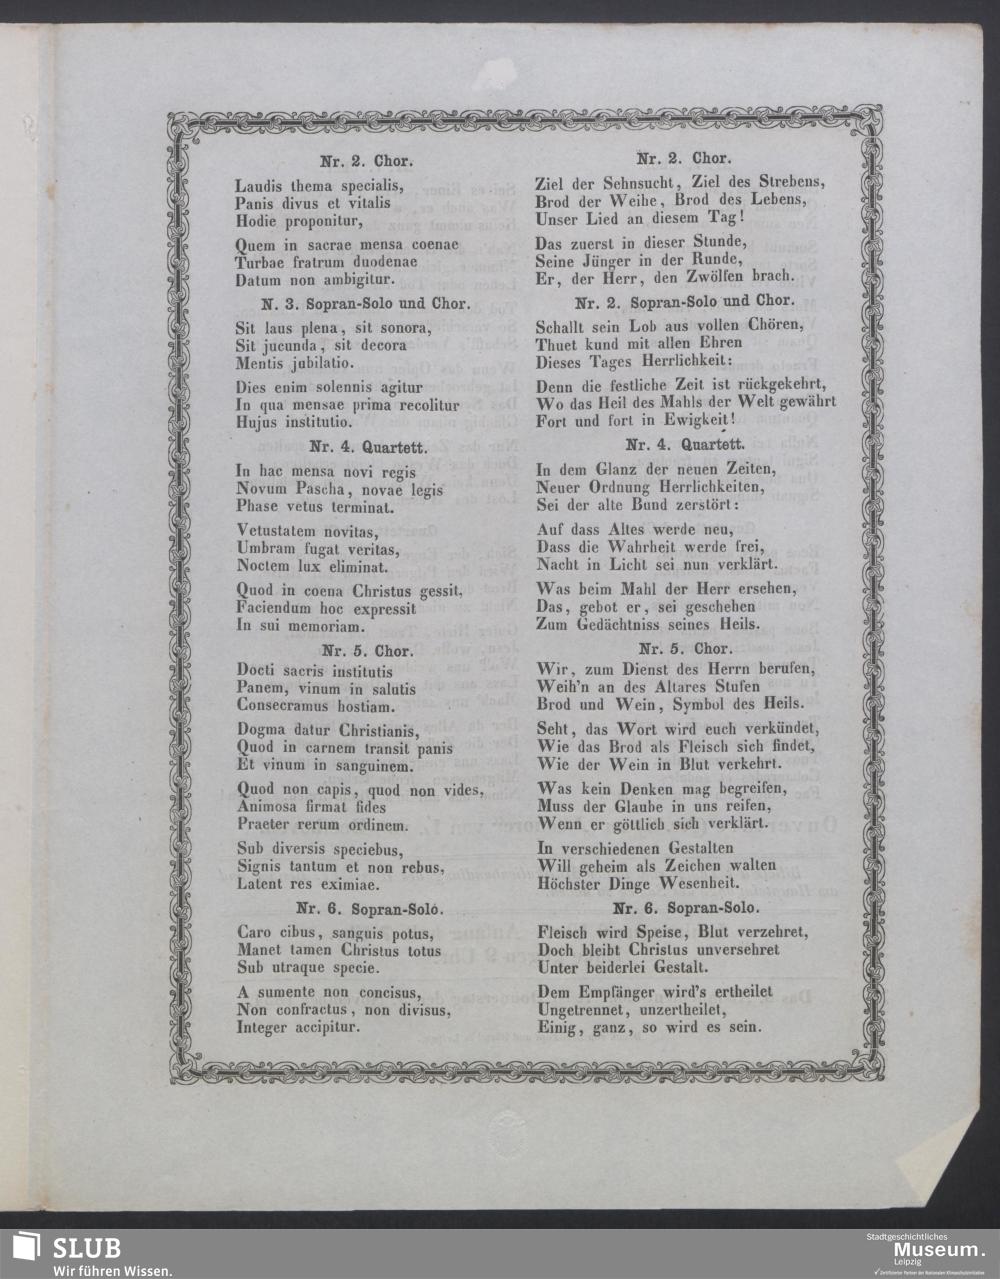 Nr. 2. Chor.
Laudis thema specialis,
Panis divus et vitalis
Hodie proponitur,
Quem in sacrae mensa coenae
Turbae fratrum duodenae
Datum non ambigitur.
N. 3. Sopran-Solo und Chor.
Sit laus plena, sit sonora,
Sit jucunda, sit decora
Mentis jubilatio.
Dies enim solennis agitur
In qua mensae prima recolitur
Hujus institutio.
Nr. 4. Quartett.
In hac mensa novi regis
Novum Pascha, novae legis
Phase vetus terminat.
Vetustatem novitas,
Umbram fugat veritas,
Noctem lux eliminat.
Quod in coena Christus gessit,
Faciendum hoc expressit
In sui memoriam.
Nr. 5. Chor.
Docti sacris institutis
Panem, vinum in salutis
Consecramus hostiam.
Dogma datur Christianis,
Quod in carnem transit panis
Et vinum in sanguinem.
Quod non capis, quod non vides,
Animosa firmat fides
Praeter rerum ordinem.
Sub diversis speciebus,
Signis tantum et non rebus,
Latent res eximiae.
Nr. 6. Sopran-Solo.
Caro cibus, sanguis potus,
Manet tamen Christus totus
Sub utraque specie.
A sumente non concisus,
Non confractus, non divisus,
Integer accipitur.
Nr. 2. Chor.
Ziel der Sehnsucht, Ziel des Strebens,
Brod der Weihe, Brod des Lebens,
Unser Lied an diesem Tag!
Das zuerst in dieser Stunde,
Seine Jünger in der Runde,
Er, der Herr, den Zwölfen brach.
Nr. 2. Sopran-Solo und Chor.
Schallt sein Lob aus vollen Chören,
Thuet kund mit allen Ehren
Dieses Tages Herrlichkeit:
Denn die festliche Zeit ist rückgekehrt,
Wo das Heil des Mahls der Welt gewährt
Fort und fort in Ewigkeit!
Nr. 4. Quartett.
In dem Glanz der neuen Zeiten,
Neuer Ordnung Herrlichkeiten,
Sei der alte Bund zerstört:
Auf dass Altes werde neu,
Dass die Wahrheit werde frei,
Nacht in Licht sei nun verklärt.
Was beim Mahl der Herr ersehen,
Das, gebot er, sei geschehen
Zum Gedächtniss seines Heils.
Nr. 5. Chor.
Wir, zum Dienst des Herrn berufen,
Weih'n an des Altares Stufen
Brod und Wein, Symbol des Heils.
Seht, das Wort wird euch verkündet,
Wie das Brod als Fleisch sich findet,
Wie der Wein in Blut verkehrt.
Was kein Denken mag begreifen,
Muss der Glaube in uns reifen,
Wenn er göttlich sich verklärt.
In verschiedenen Gestalten
Will geheim als Zeichen walten
Höchster Dinge Wesenheit.
Nr. 6. Sopran-Solo.
Fleisch wird Speise, Blut verzehret,
Doch bleibt Christus unversehret
Unter beiderlei Gestalt.
Dem Empfänger wird's ertheilet
Ungetrennet, unzertheilet,
Einig, ganz, so wird es sein.
SLUB
Wir führen Wissen.
Stadtgeschichtliches
Museum.
Leipzig